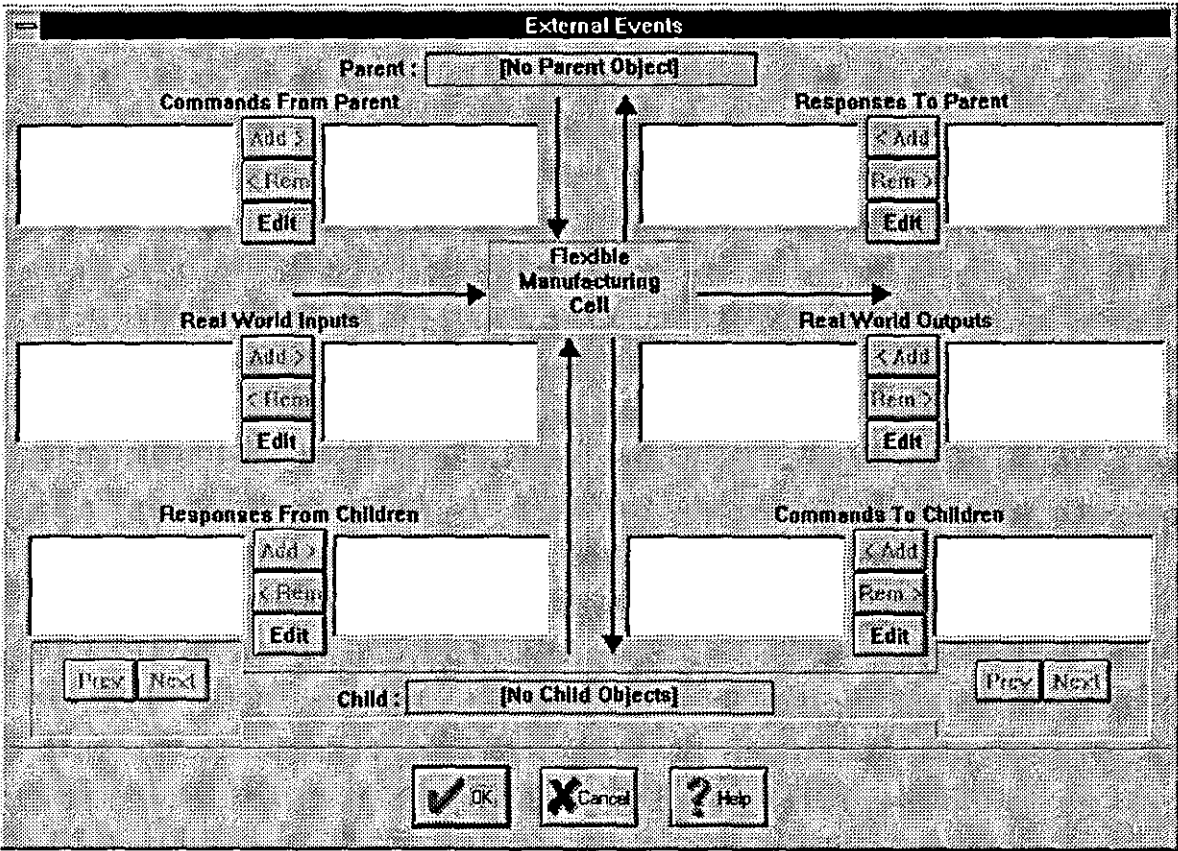 External Events
Parent : [No Parent Object]
Commands From Parent
Responses To Parent
Add >
< Rem
Edit
< Add
Rem >
Edit
Flexible
Manufacturing
Cell
Real World Inputs
Real World Outputs
Add >
< Rem
Edit
< Add
Rem >
Edit
Responses From Children
Commands To Children
Add >
< Rem
Edit
< Add
Rem >
Edit
Prev Next
Prev Next
Child : [No Child Objects]
OK Cancel ? Help